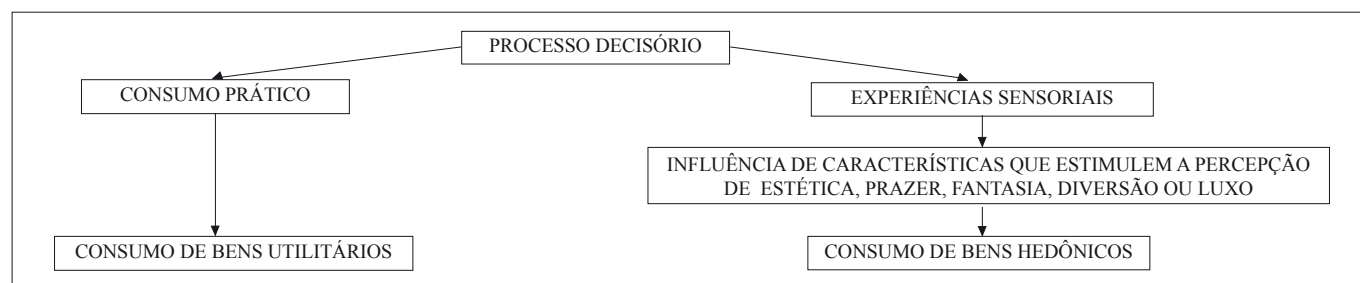 PROCESSO DECISÓRIO
CONSUMO PRÁTICO
EXPERIÊNCIAS SENSORIAIS
INFLUÊNCIA DE CARACTERÍSTICAS QUE ESTIMULEM A PERCEPÇÃO
DE ESTÉTICA, PRAZER, FANTASIA, DIVERSÃO OU LUXO
CONSUMO DE BENS UTILITÁRIOS
CONSUMO DE BENS HEDÔNICOS